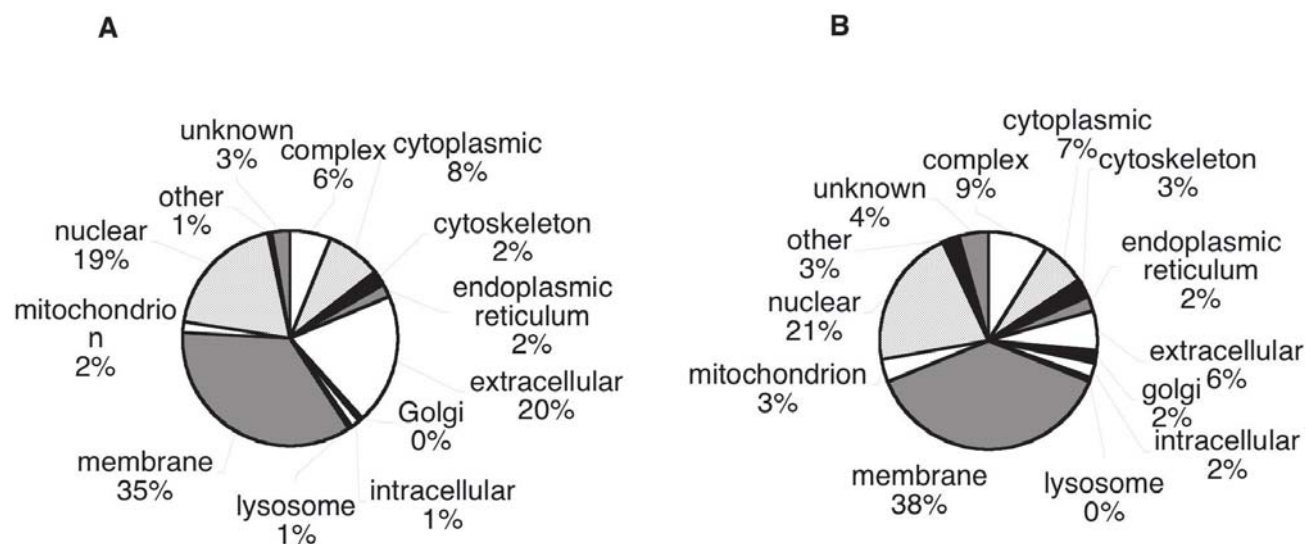 A
unknown
3%
complex
6%
cytoplasmic
8%
other
1%
cytoskeleton
2%
nuclear
19%
endoplasmic
reticulum
2%
mitochondrio
n
2%
extracellular
20%
Golgi
0%
membrane
35%
lysosome
1%
intracellular
1%
B
cytoplasmic
7%
complex
9%
cytoskeleton
3%
unknown
4%
other
3%
endoplasmic
reticulum
2%
nuclear
21%
extracellular
6%
mitochondrion
3%
golgi
2%
intracellular
2%
membrane
38%
lysosome
0%